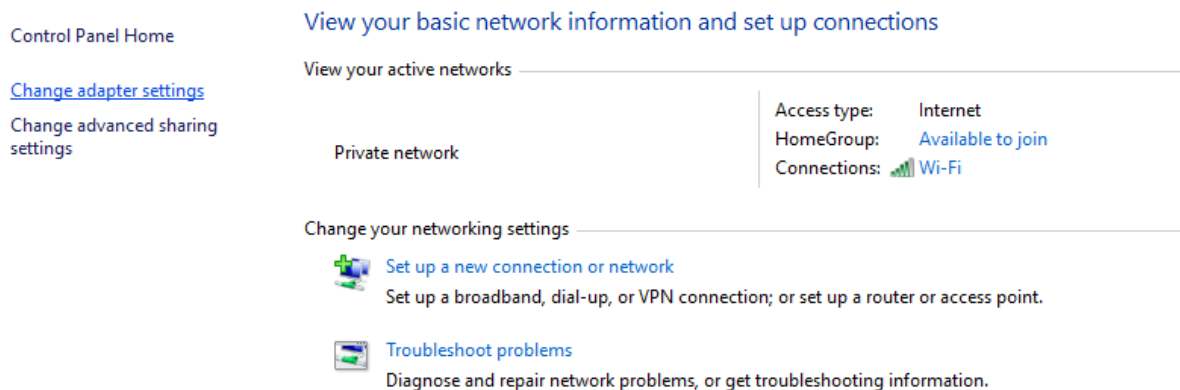 Control Panel Home
Change adapter settings
Change advanced sharing
settings
View your basic network information and set up connections
View your active networks
Private network
Access type: Internet
HomeGroup: Available to join
Connections: Wi-Fi
Change your networking settings
Set up a new connection or network
Set up a broadband, dial-up, or VPN connection; or set up a router or access point.
Troubleshoot problems
Diagnose and repair network problems, or get troubleshooting information.